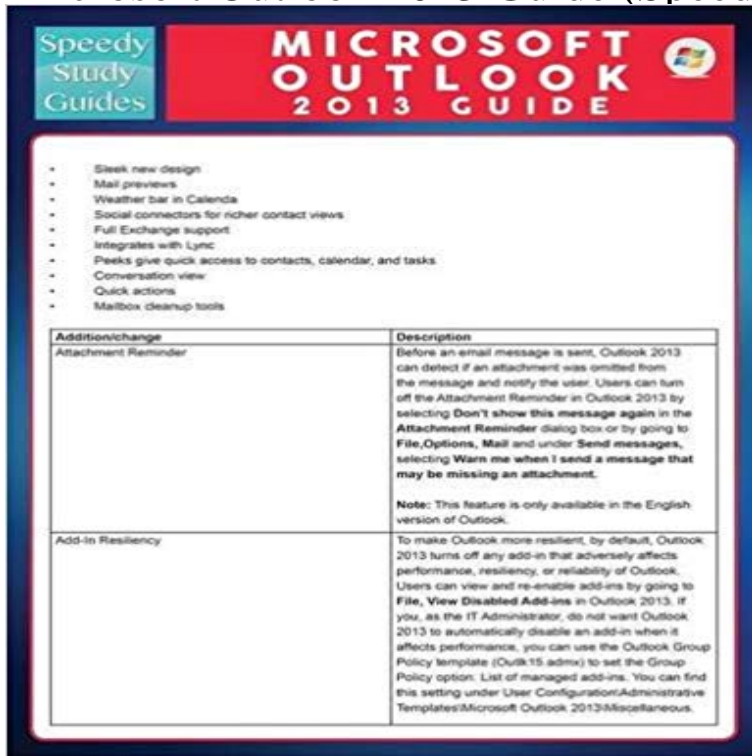 Speedy
Study
Guides
MICROSOFT
OUTLOOK
2013 GUIDE
• Sleek new design
• Mail previews
• Weather bar in Calenda
• Social connectors for richer contact views
• Full Exchange support
• Integrates with Lync
• Peeks give quick access to contacts, calendar, and tasks
• Conversation view
• Quick actions
• Mailbox cleanup tools
Addition/change
Description
Attachment Reminder
Before an email message is sent, Outlook 2013
can detect if an attachment was omitted from
the message and notify the user. Users can turn
off the Attachment Reminder in Outlook 2013 by
selecting Don't show this message again in the
Attachment Reminder dialog box or by going to
File,Options, Mail and under Send messages,
selecting Warn me when I send a message that
may be missing an attachment.
Note: This feature is only available in the English
version of Outlook.
Add-In Resiliency
To make Outlook more resilient, by default, Outlook
2013 turns off any add-in that adversely affects
performance, resiliency, or reliability of Outlook.
Users can view and re-enable add-ins by going to
File, View Disabled Add-ins in Outlook 2013. If
you, as the IT Administrator, do not want Outlook
2013 to automatically disable an add-in when it
affects performance, you can use the Outlook Group
Policy template (Outlk15.admx) to set the Group
Policy option: List of managed add-ins. You can find
this setting under User Configuration\Administrative
Templates\Microsoft Outlook 2013\Miscellaneous.